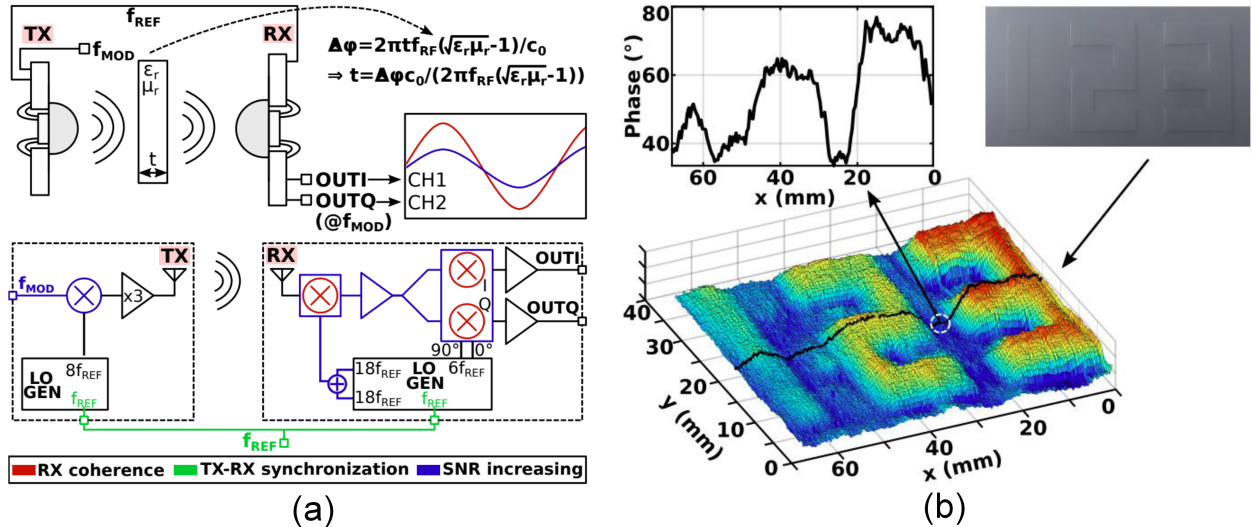 f_REF
TX
f_MOD
RX
ε_r
μ_r
t
Δφ=2πtf_RF(√ε_rμ_r-1)/c_0
⇒ t=Δφc_0/(2πf_RF(√ε_rμ_r-1))
OUTI
OUTQ
(@f_MOD)
CH1
CH2
TX
f_MOD
x3
8f_REF
LO
GEN
f_REF
RX
I
Q
OUTI
OUTQ
90°
0°
18f_REF
LO
6f_REF
GEN
18f_REF
f_REF
f_REF
RX coherence
TX-RX synchronization
SNR increasing
(a)
80
60
40
Phase (°)
60
40
20
0
x (mm)
123
40
30
20
10
0
y (mm)
60
40
20
0
x (mm)
(b)